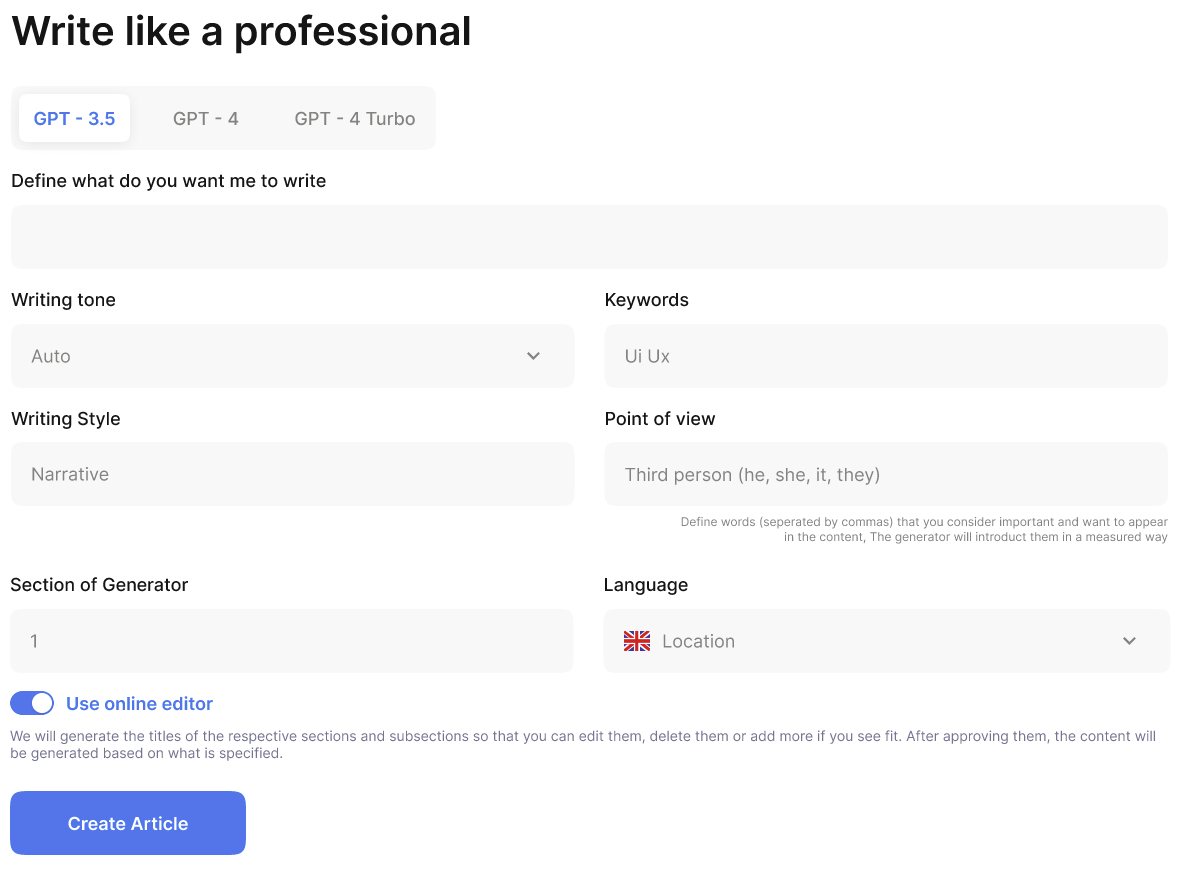 Write like a professional
GPT - 3.5
GPT - 4
GPT - 4 Turbo
Define what do you want me to write
Writing tone
Keywords
Auto
Ui Ux
Writing Style
Point of view
Narrative
Third person (he, she, it, they)
Define words (seperated by commas) that you consider important and want to appear
in the content, The generator will introduct them in a measured way
Section of Generator
Language
1
Location
Use online editor
We will generate the titles of the respective sections and subsections so that you can edit them, delete them or add more if you see fit. After approving them, the content will
be generated based on what is specified.
Create Article